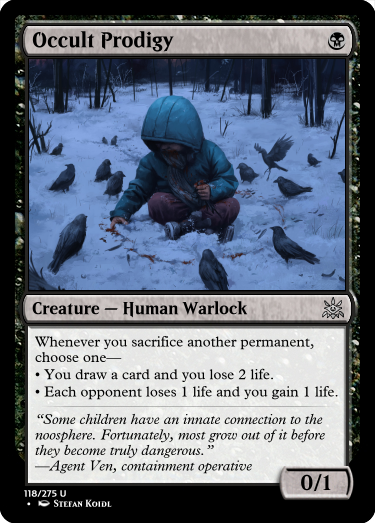 Occult Prodigy
Creature — Human Warlock
Whenever you sacrifice another permanent,
choose one—
• You draw a card and you lose 2 life.
• Each opponent loses 1 life and you gain 1 life.
“Some children have an innate connection to the
noosphere. Fortunately, most grow out of it before
they become truly dangerous.”
—Agent Ven, containment operative
0/1
118/275 U
• Stefan Koidl